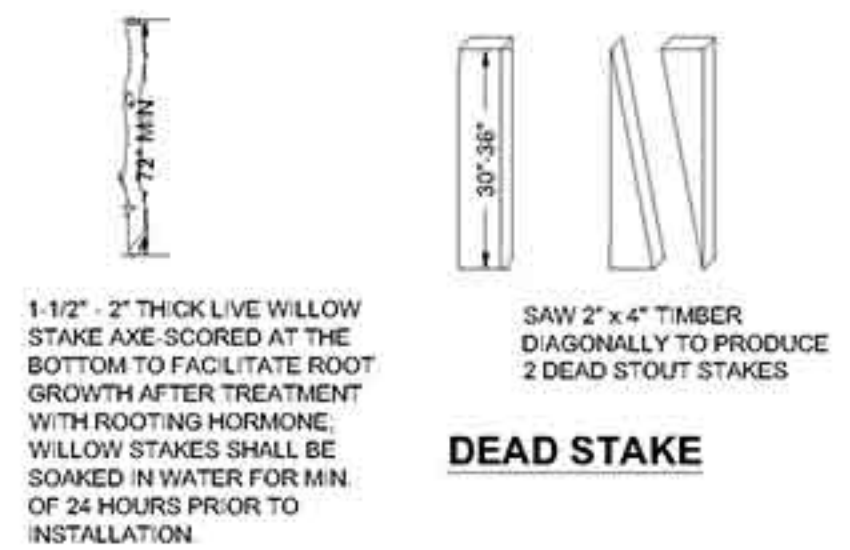 72" MIN
1-1/2" - 2" THICK LIVE WILLOW
STAKE AXE-SCORED AT THE
BOTTOM TO FACILITATE ROOT
GROWTH AFTER TREATMENT
WITH ROOTING HORMONE;
WILLOW STAKES SHALL BE
SOAKED IN WATER FOR MIN.
OF 24 HOURS PRIOR TO
INSTALLATION.
30"-36"
SAW 2" x 4" TIMBER
DIAGONALLY TO PRODUCE
2 DEAD STOUT STAKES
DEAD STAKE